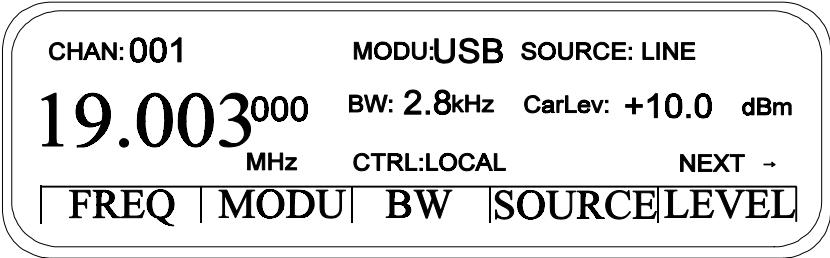 CHAN: 001 MODU:USB SOURCE: LINE
19.003000 BW: 2.8kHz CarLev: +10.0 dBm
MHz CTRL:LOCAL NEXT →
FREQ MODU BW SOURCE LEVEL